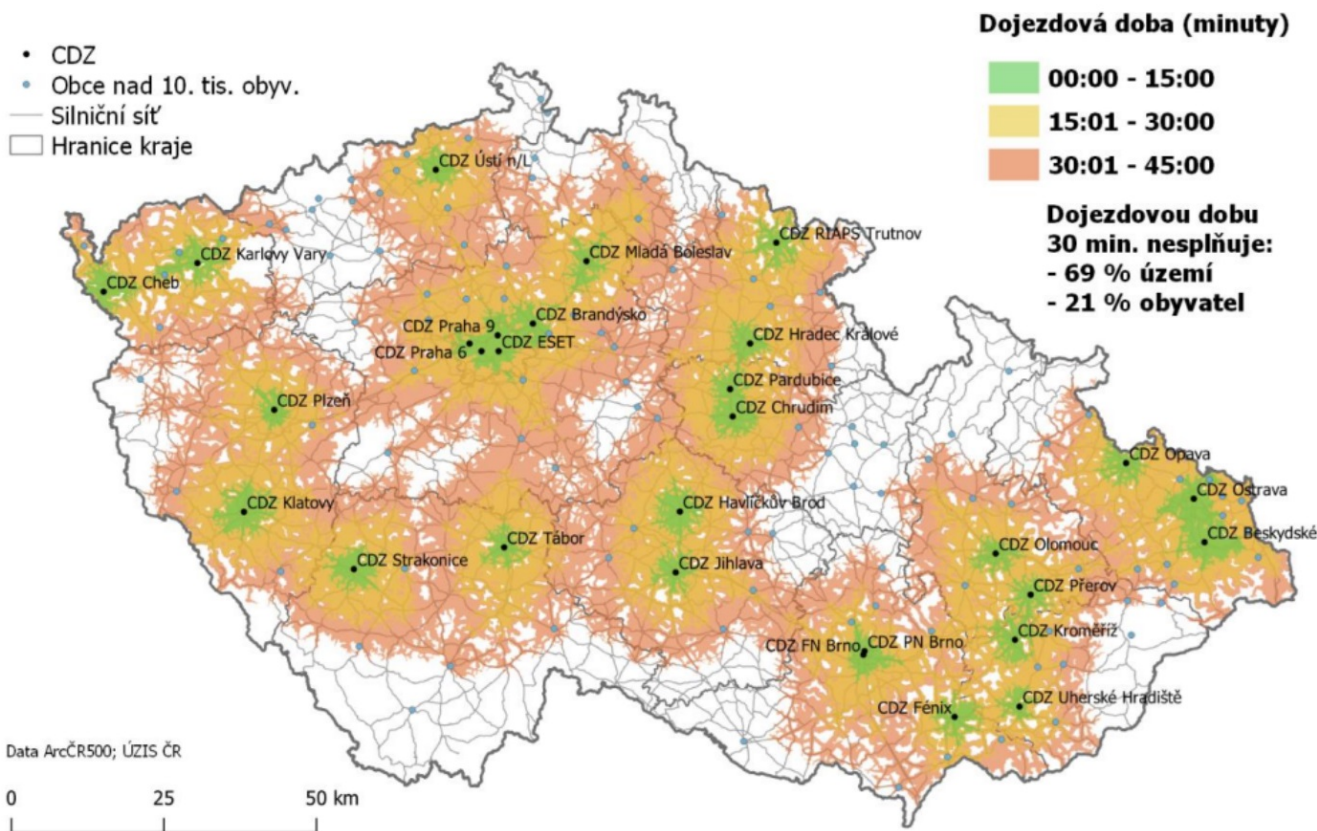 Dojezdová doba (minuty)
00:00 - 15:00
15:01 - 30:00
30:01 - 45:00
Dojezdovou dobu
30 min. nesplňuje:
- 69 % území
- 21 % obyvatel
CDZ
Obce nad 10. tis. obyv.
Silniční síť
Hranice kraje
CDZ Ústí n/L
CDZ RIAPS Trutnov
CDZ Karlovy Vary
CDZ Mladá Boleslav
CDZ Cheb
CDZ Brandýsko
CDZ Praha 9
CDZ Hradec Králové
CDZ Praha 6
CDZ ESET
CDZ Pardubice
CDZ Plzeň
CDZ Chrudim
CDZ Opava
CDZ Ostrava
CDZ Klatovy
CDZ Havlíčkův Brod
CDZ Beskydské
CDZ Tábor
CDZ Olomouc
CDZ Strakonice
CDZ Jihlava
CDZ Přerov
CDZ Kroměříž
CDZ FN Brno
CDZ PN Brno
CDZ Uherské Hradiště
CDZ Fénix
Data ArcČR500; ÚZIS ČR
0 25 50 km